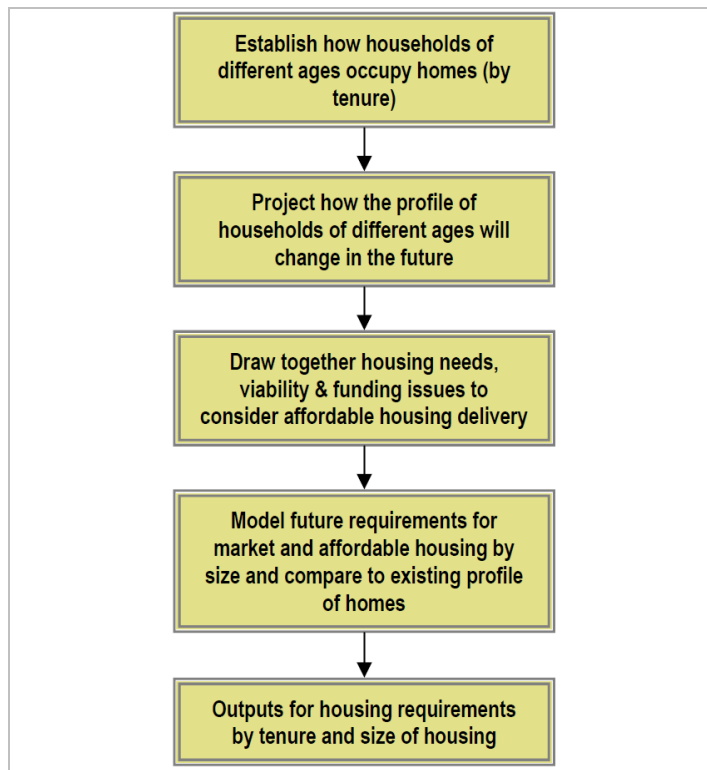 Establish how households of
different ages occupy homes (by
tenure)
Project how the profile of
households of different ages will
change in the future
Draw together housing needs,
viability & funding issues to
consider affordable housing delivery
Model future requirements for
market and affordable housing by
size and compare to existing profile
of homes
Outputs for housing requirements
by tenure and size of housing